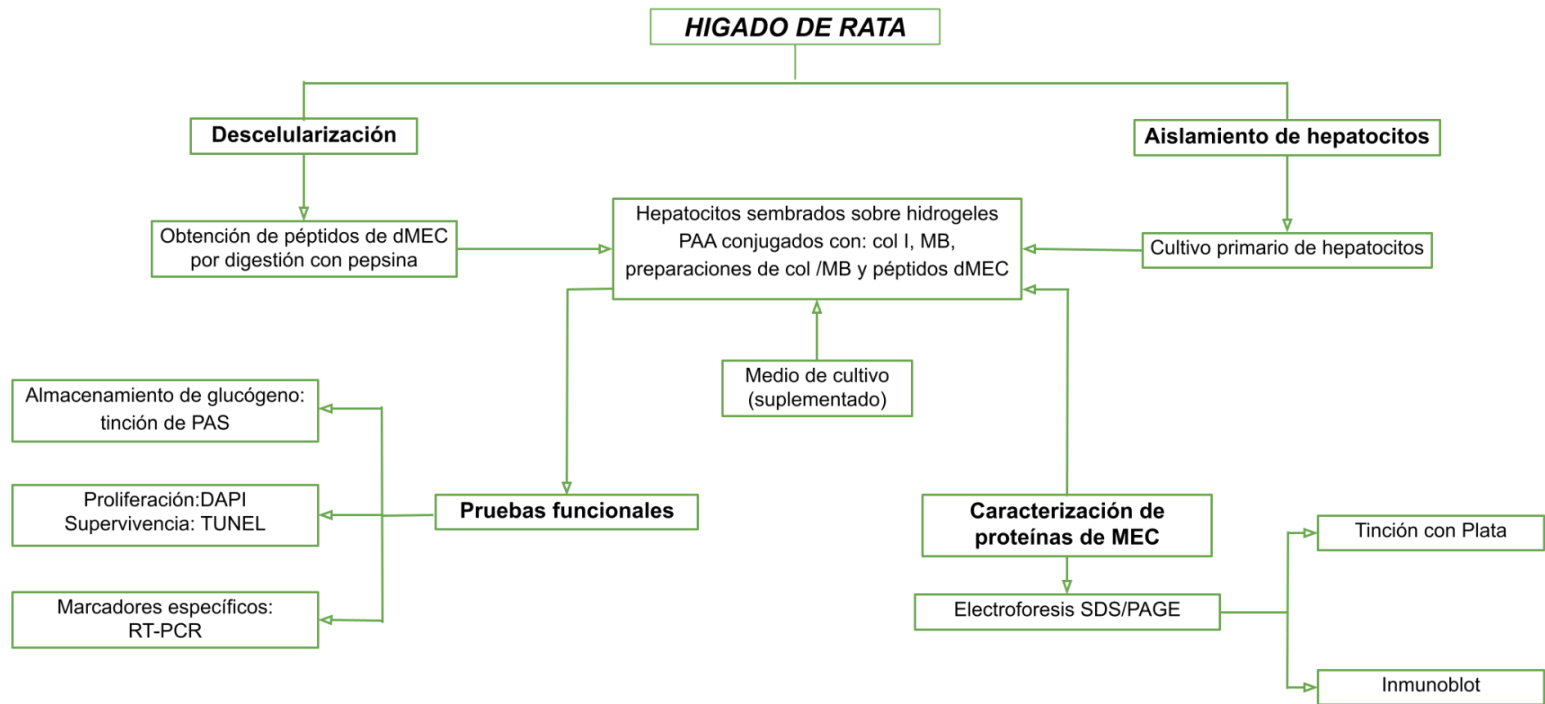 HIGADO DE RATA
Descelularización
Aislamiento de hepatocitos
Obtención de péptidos de dMEC
por digestión con pepsina
Hepatocitos sembrados sobre hidrogeles
PAA conjugados con: col I, MB,
preparaciones de col /MB y péptidos dMEC
Cultivo primario de hepatocitos
Medio de cultivo
(suplementado)
Almacenamiento de glucógeno:
tinción de PAS
Proliferación:DAPI
Supervivencia: TUNEL
Marcadores específicos:
RT-PCR
Pruebas funcionales
Caracterización de
proteínas de MEC
Electroforesis SDS/PAGE
Tinción con Plata
Inmunoblot